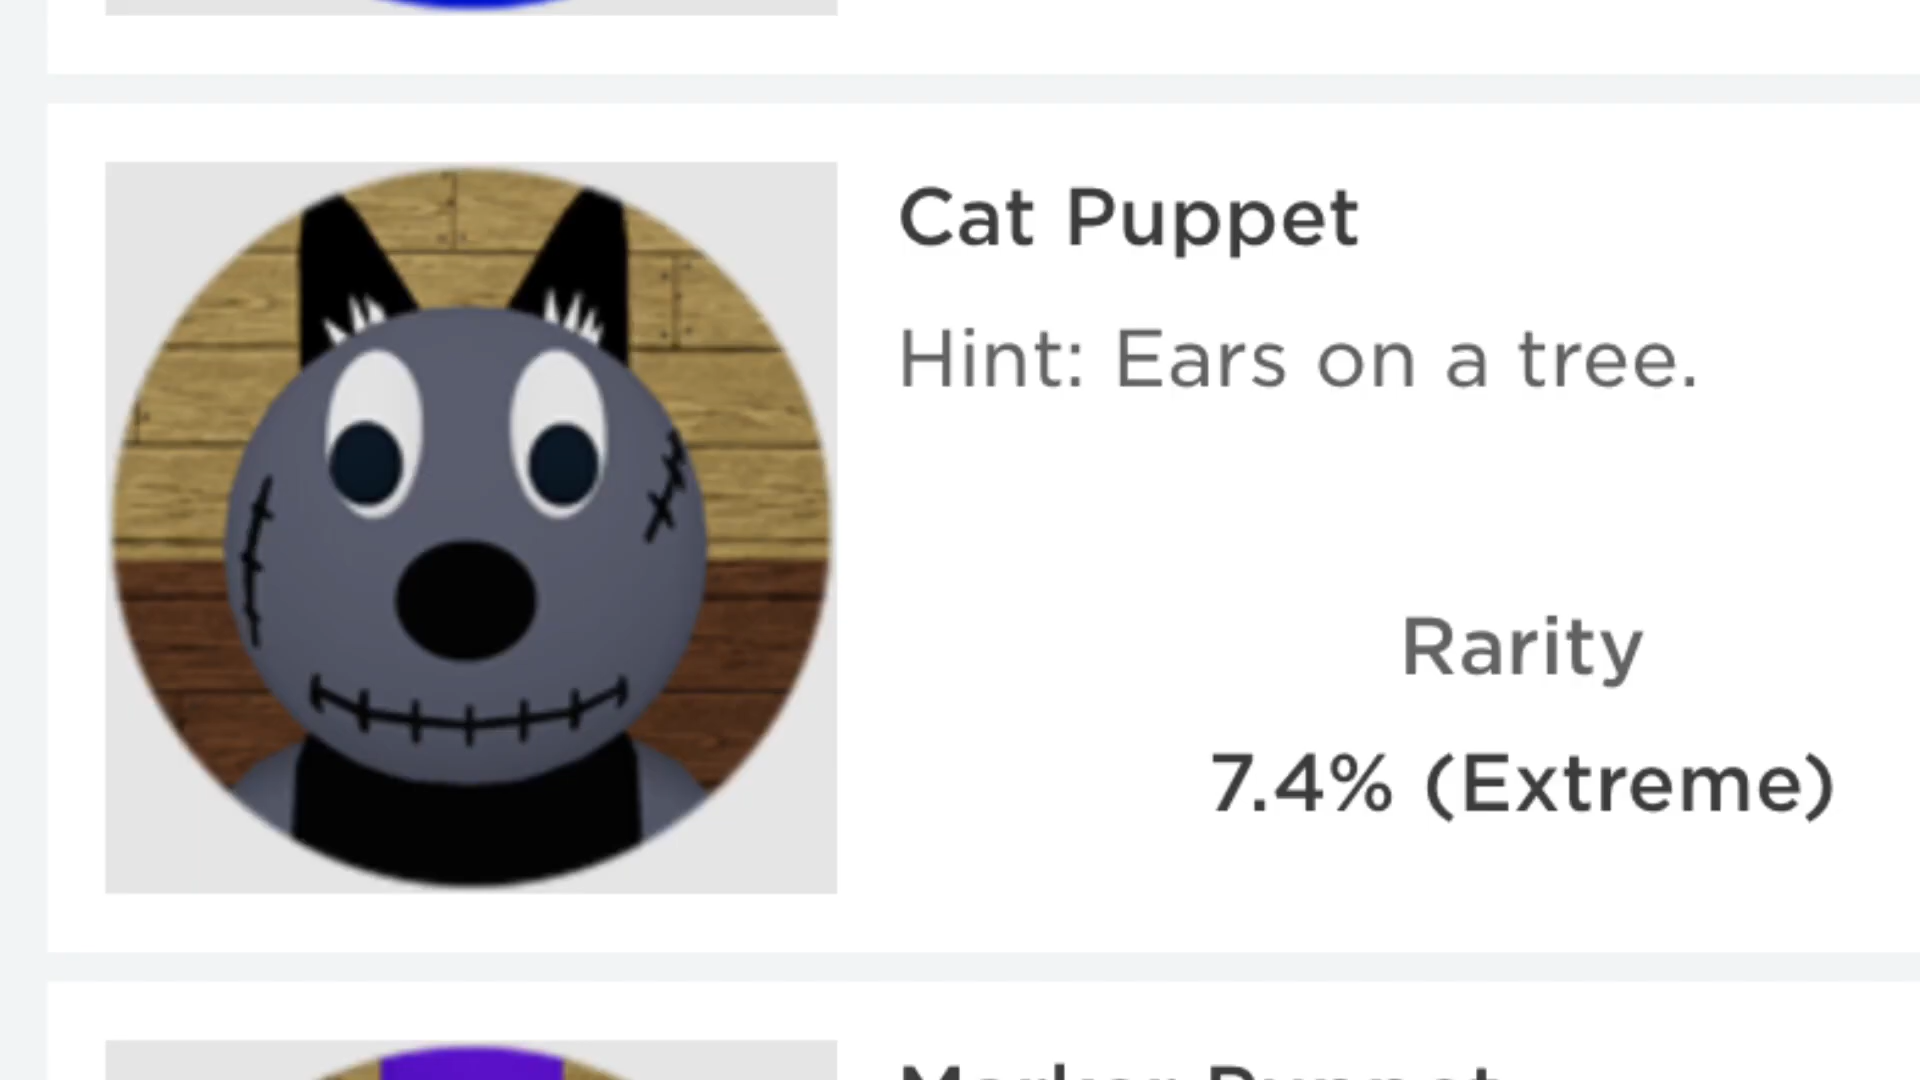 Cat Puppet
Hint: Ears on a tree.
Rarity
7.4% (Extreme)